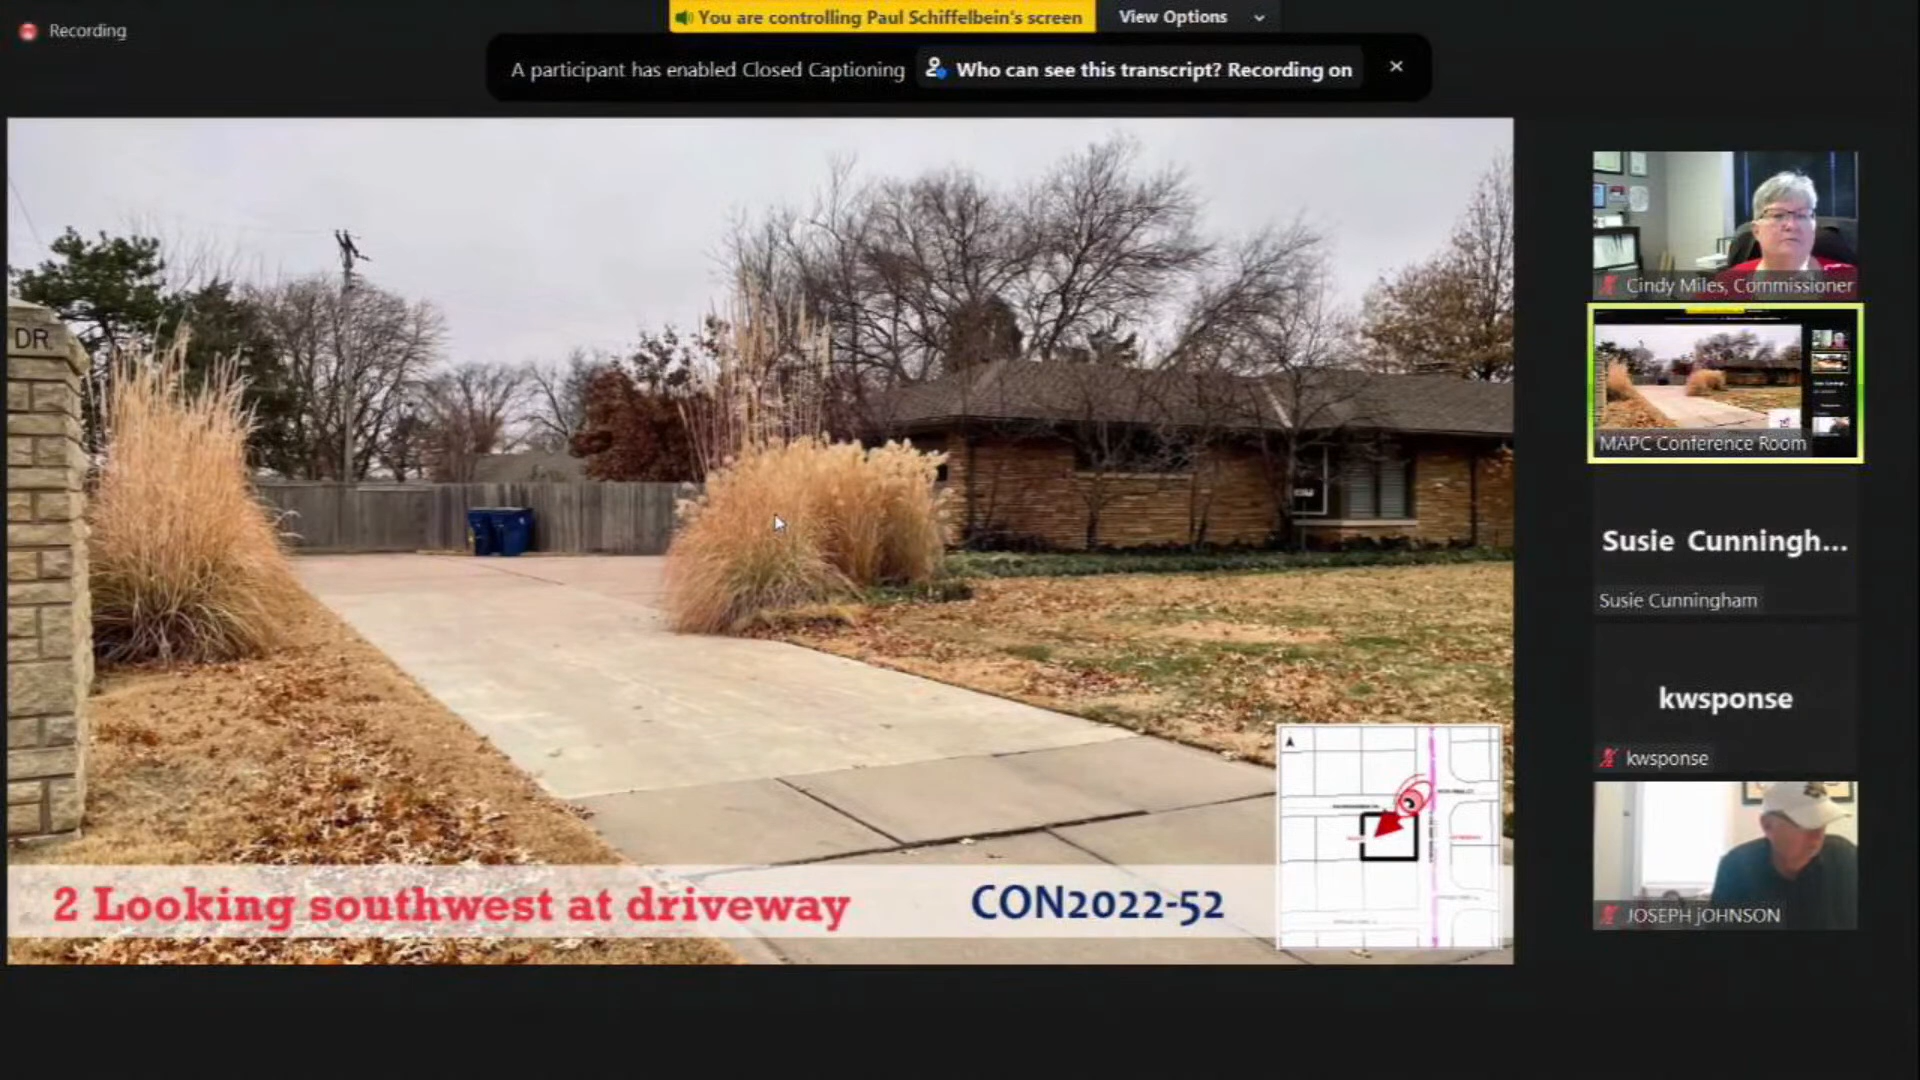 Recording
You are controlling Paul Schiffelbein's screen
View Options
A participant has enabled Closed Captioning
Who can see this transcript? Recording on
DR.
Cindy Miles, Commissioner
MAPC Conference Room
Susie Cunningh...
Susie Cunningham
kwsponse
kwsponse
JOSEPH jOHNSON
2 Looking southwest at driveway
CON2022-52